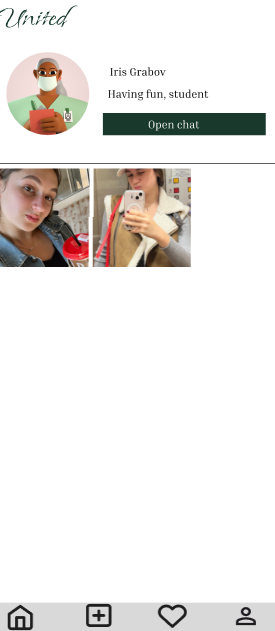 United
Iris Grabov
Having fun, student
Open chat